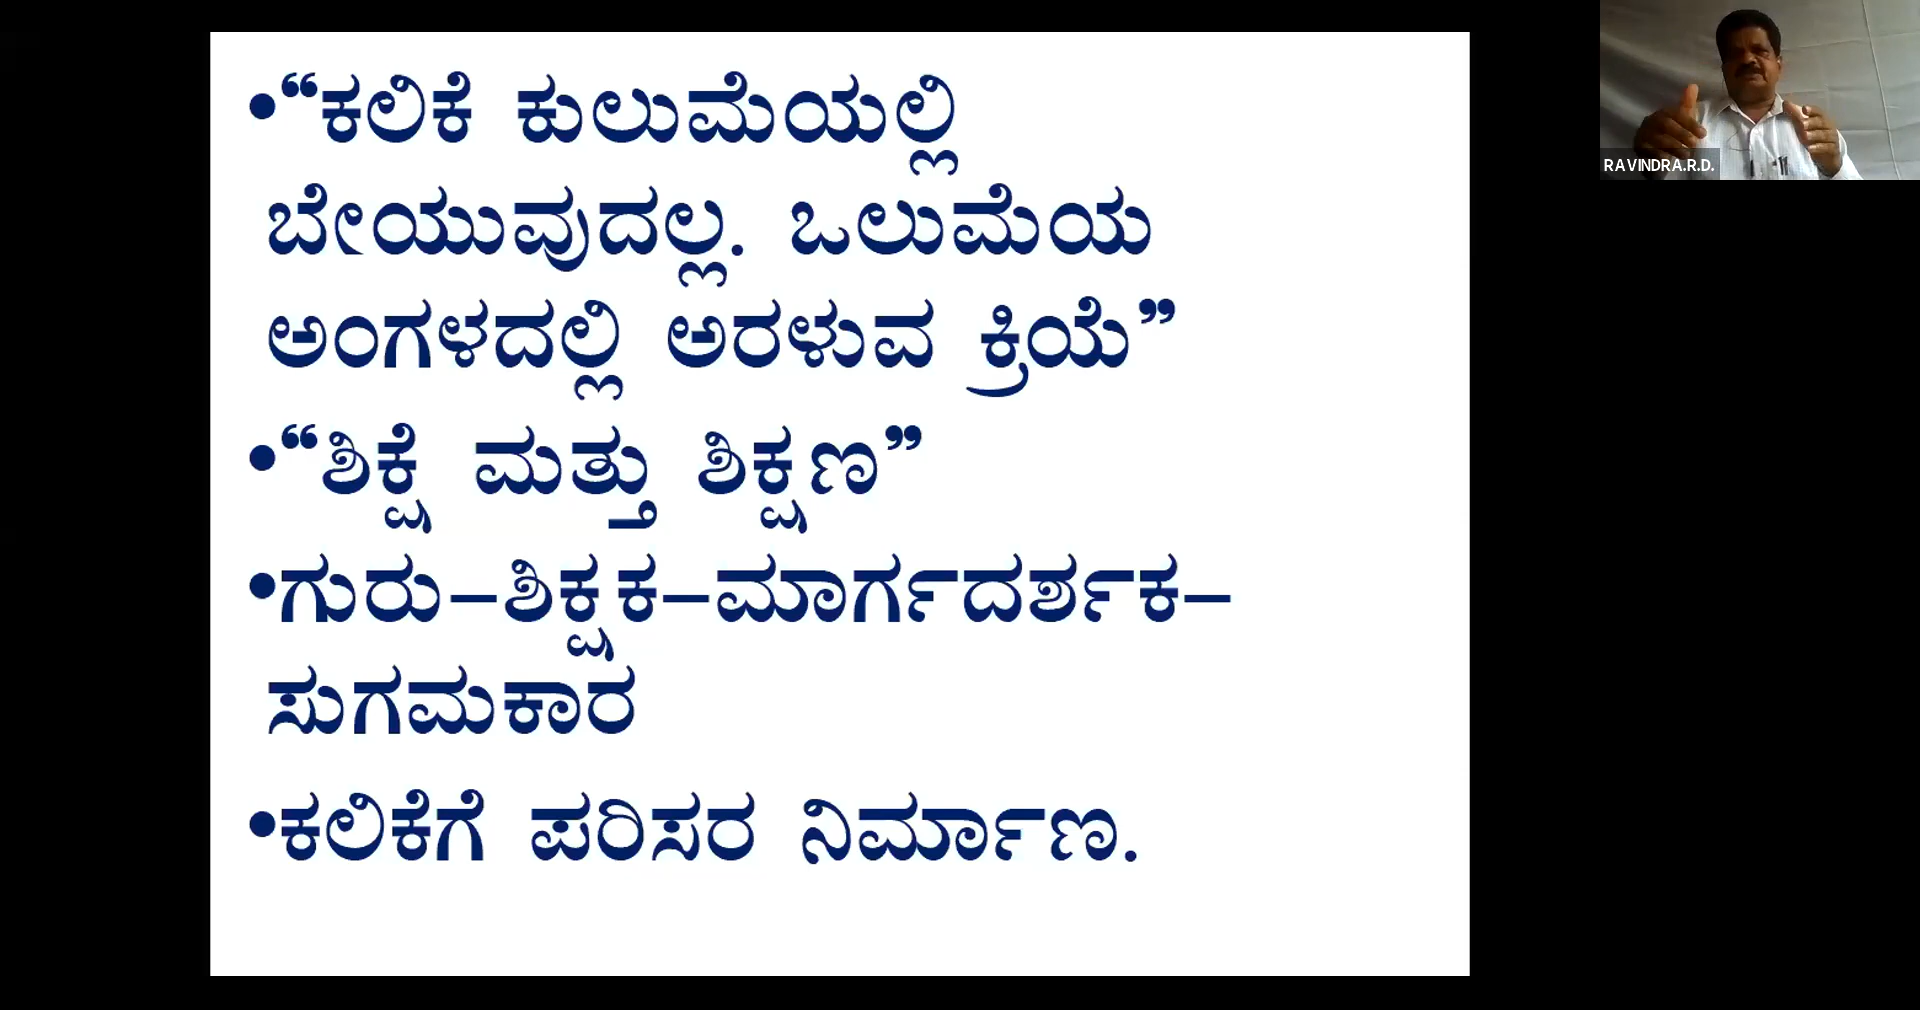 •“ಕಲಿಕೆ ಕುಲುಮೆಯಲ್ಲಿ
ಬೇಯುವುದಲ್ಲ. ಒಲುಮೆಯ
ಅಂಗಳದಲ್ಲಿ ಅರಳುವ ಕ್ರಿಯೆ”
•“ಶಿಕ್ಷೆ ಮತ್ತು ಶಿಕ್ಷಣ”
•ಗುರು–ಶಿಕ್ಷಕ–ಮಾರ್ಗದರ್ಶಕ–
ಸುಗಮಕಾರ
•ಕಲಿಕೆಗೆ ಪರಿಸರ ನಿರ್ಮಾಣ.
RAVINDRA.R.D.